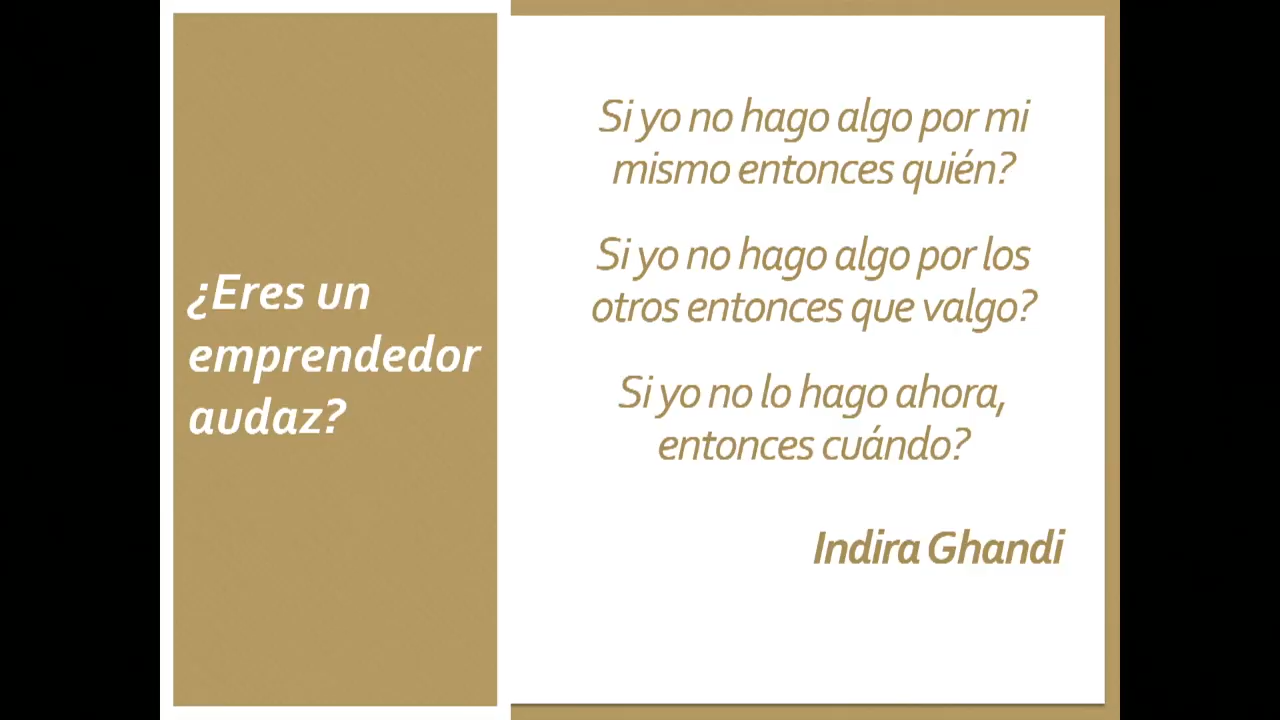 ¿Eres un
emprendedor
audaz?
Si yo no hago algo por mi
mismo entonces quién?
Si yo no hago algo por los
otros entonces que valgo?
Si yo no lo hago ahora,
entonces cuándo?
Indira Ghandi